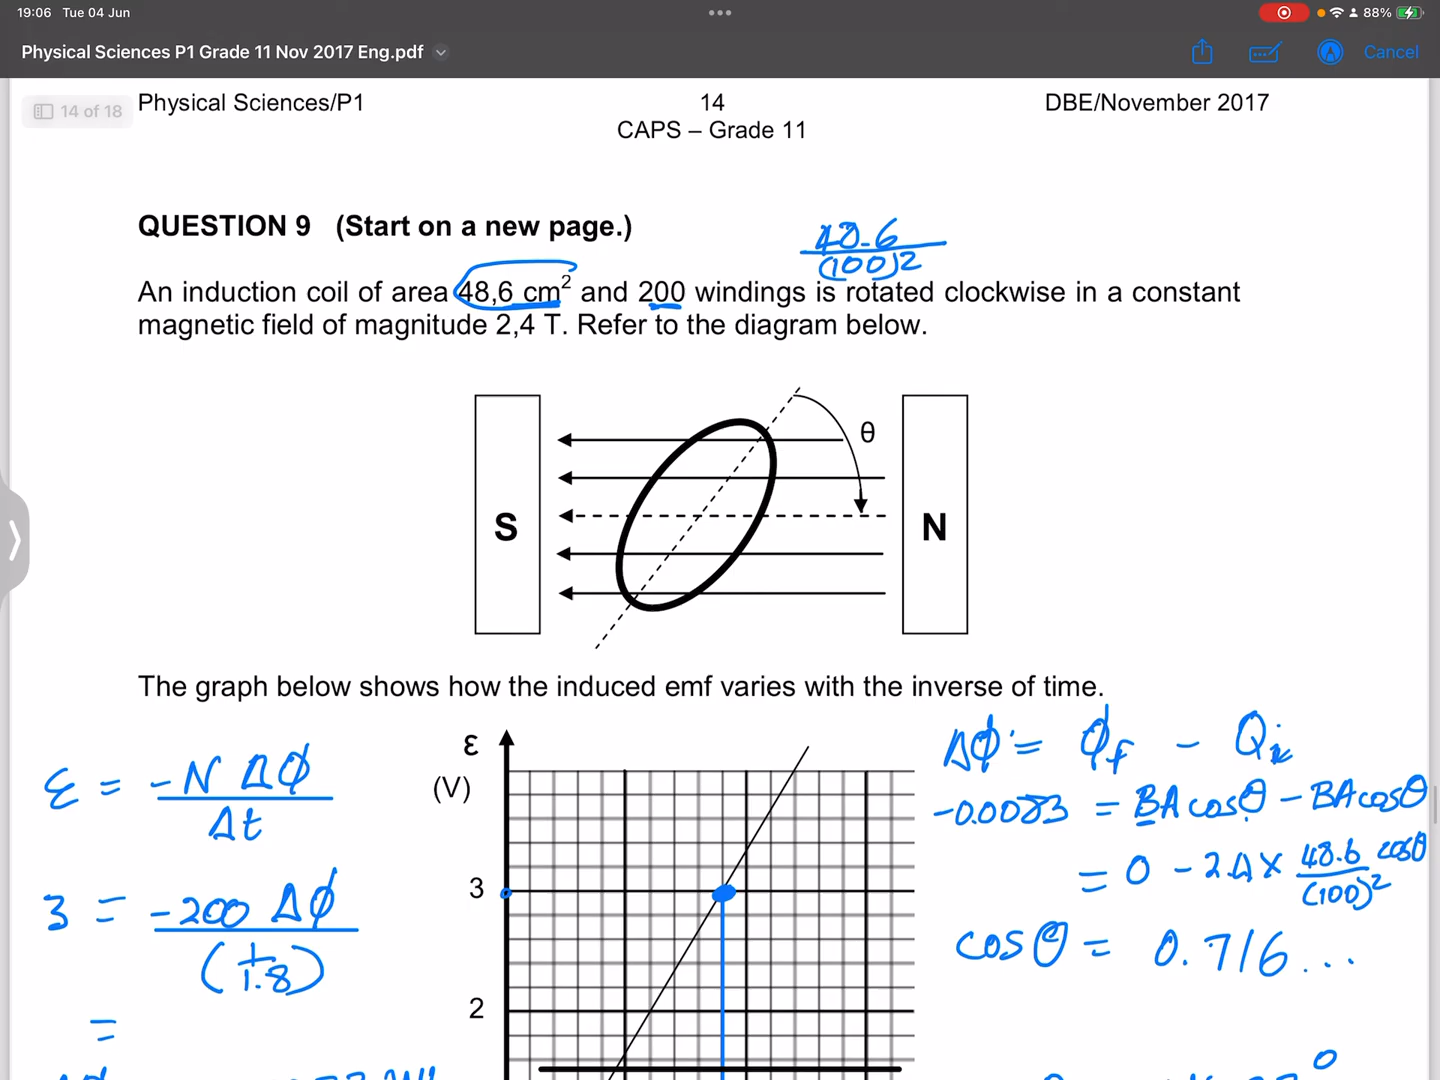 19:06 Tue 04 Jun
88%
Physical Sciences P1 Grade 11 Nov 2017 Eng.pdf
Cancel
14 of 18
Physical Sciences/P1
14
DBE/November 2017
CAPS – Grade 11
QUESTION 9 (Start on a new page.)
48.6
(100)2
An induction coil of area 48,6 cm² and 200 windings is rotated clockwise in a constant
magnetic field of magnitude 2,4 T. Refer to the diagram below.
θ
S
N
The graph below shows how the induced emf varies with the inverse of time.
ε
(V)
3
2
ε = -N Δφ
Δt
3 = -200 Δφ
(1/1.8)
=
Δφ = φf - Qi
-0.0083 = BAcosθ - BAcosθ
= 0 - 2.4 × 48.6 cosθ
(100)²
cosθ = 0.716...